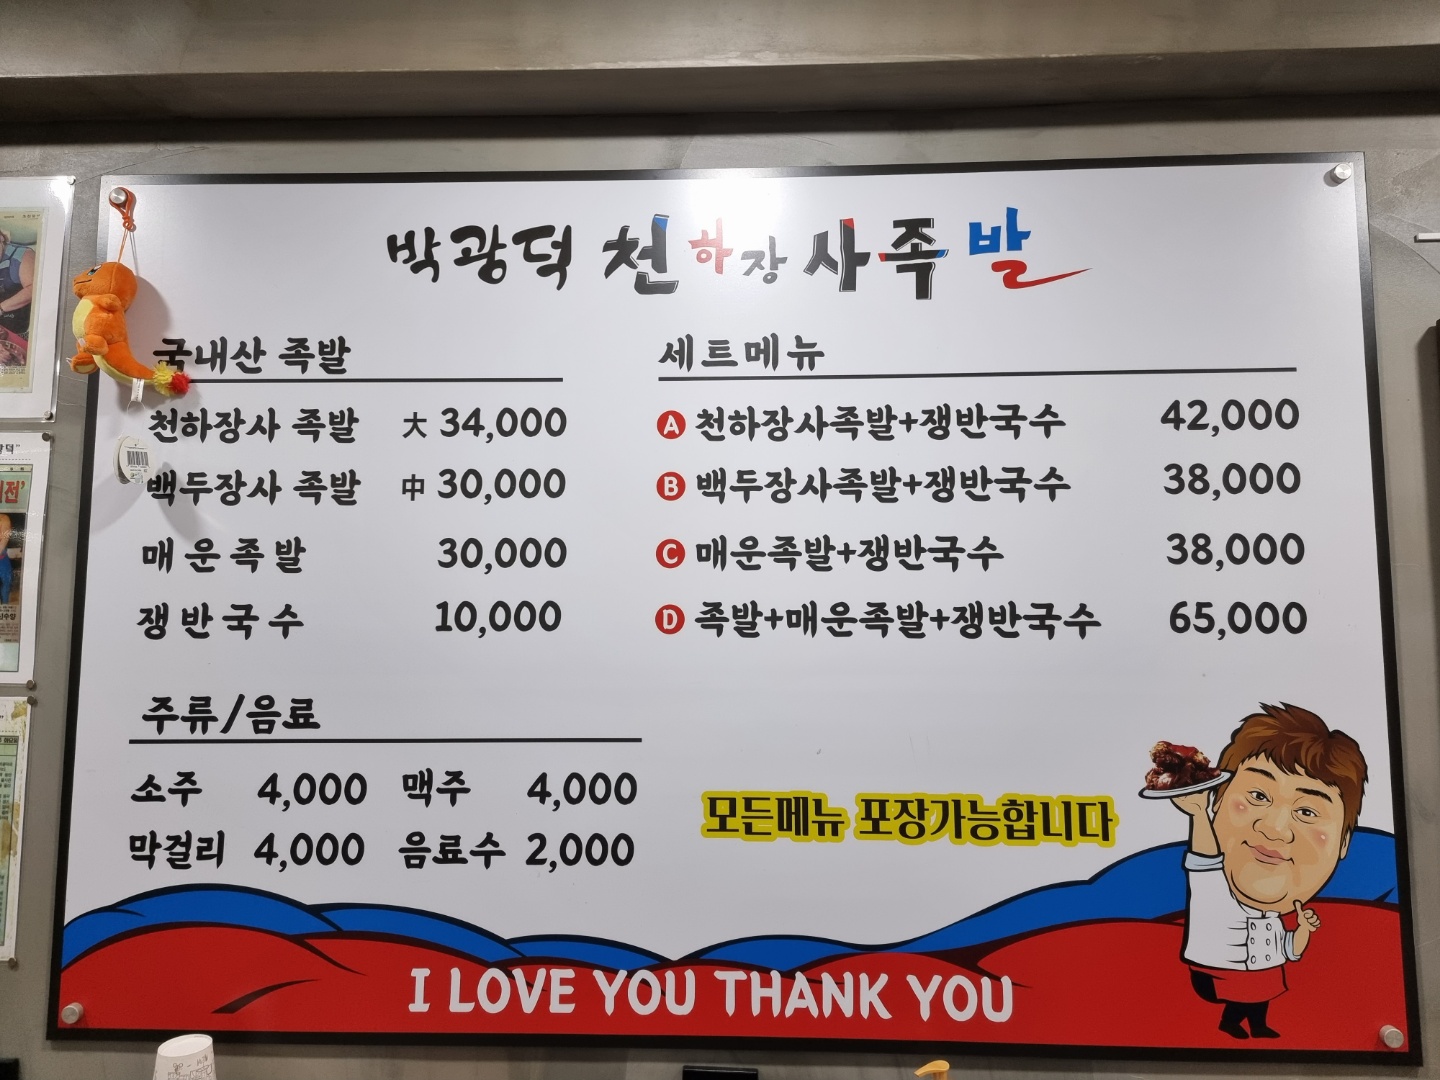 박광덕 천하장사족발
국내산 족발
천하장사 족발 大 34,000
백두장사 족발 中 30,000
매운족발 30,000
쟁반국수 10,000
세트메뉴
A 천하장사족발+쟁반국수 42,000
B 백두장사족발+쟁반국수 38,000
C 매운족발+쟁반국수 38,000
D 족발+매운족발+쟁반국수 65,000
주류/음료
소주 4,000 맥주 4,000
막걸리 4,000 음료수 2,000
모든메뉴 포장가능합니다
I LOVE YOU THANK YOU